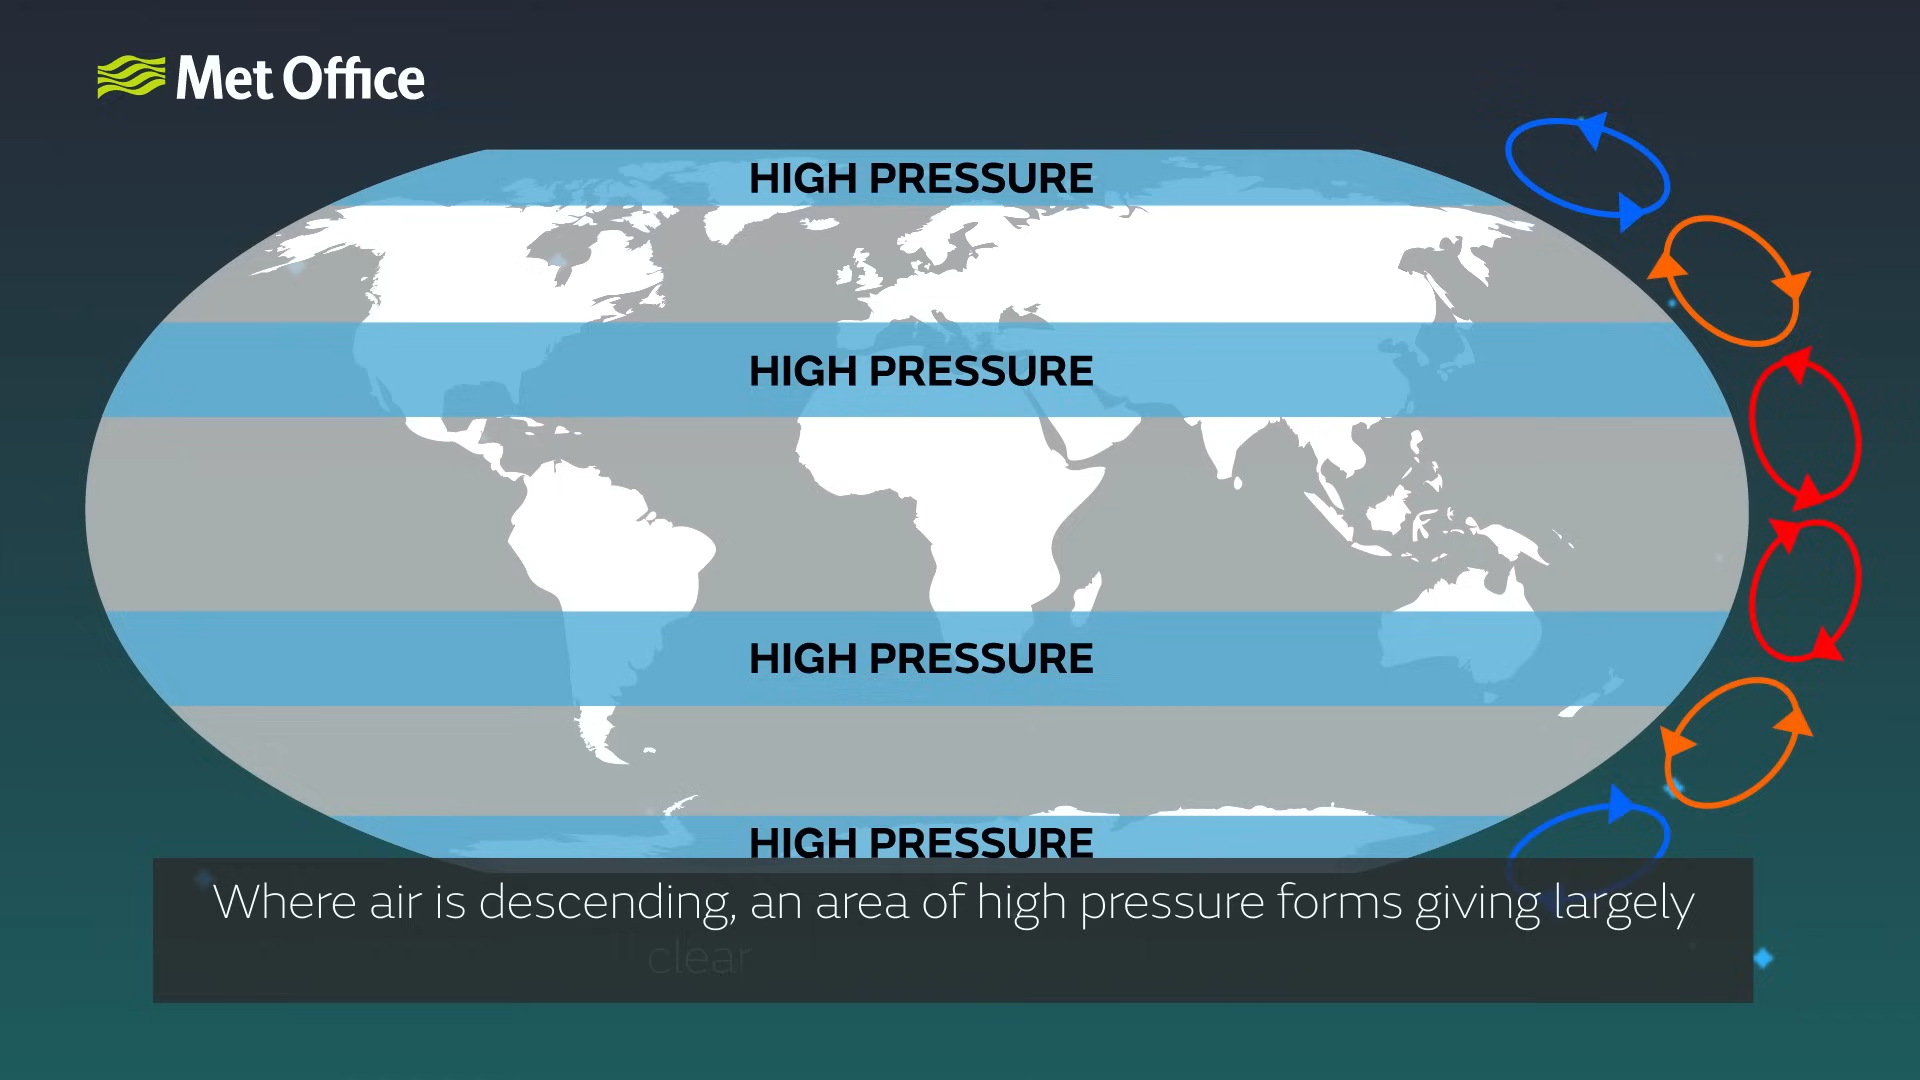 Met Office
HIGH PRESSURE
HIGH PRESSURE
HIGH PRESSURE
HIGH PRESSURE
Where air is descending, an area of high pressure forms giving largely
clear